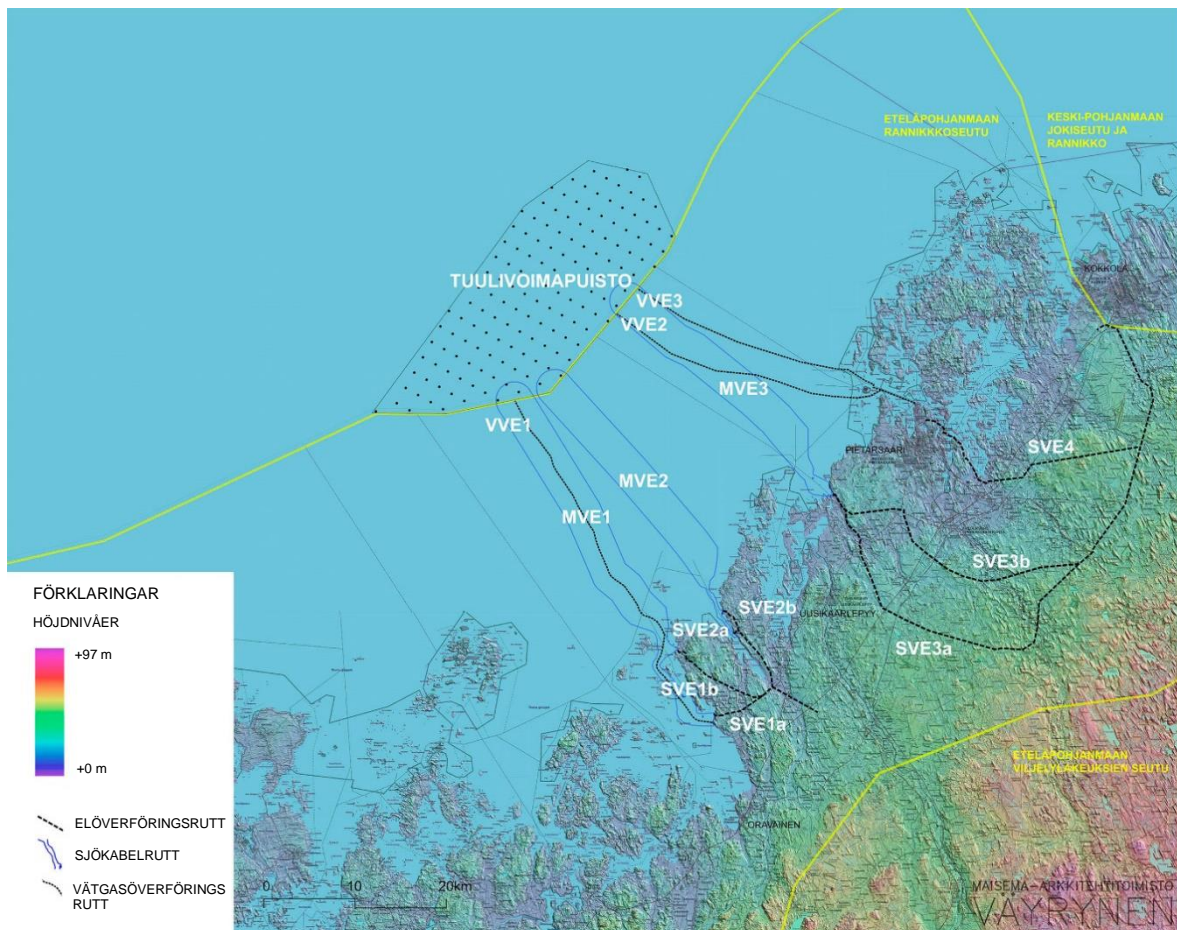 ETELÄPOHJANMAAN
RANNIKKKOSEUTU
KESKI-POHJANMAAN
JOKISEUTU JA
RANNIKKO
KOKKOLA
TUULIVOIMAPUISTO
VVE3
VVE2
MVE3
VVE1
PIETARSAARI
SVE4
MVE2
MVE1
SVE3b
SVE2b
UUSIKAARLEPYY
SVE2a
SVE3a
SVE1b
SVE1a
ETELÄPOHJANMAAN
VILJELYLAKEUKSIEN SEUTU
ORAVAINEN
FÖRKLARINGAR
HÖJDNIVÅER
+97 m
+0 m
ELÖVERFÖRINGSRUTT
SJÖKABELRUTT
VÄTGASÖVERFÖRINGS
RUTT
0 10 20km
MAISEMA-ARKKITEHTITOIMISTO
VÄYRYNEN